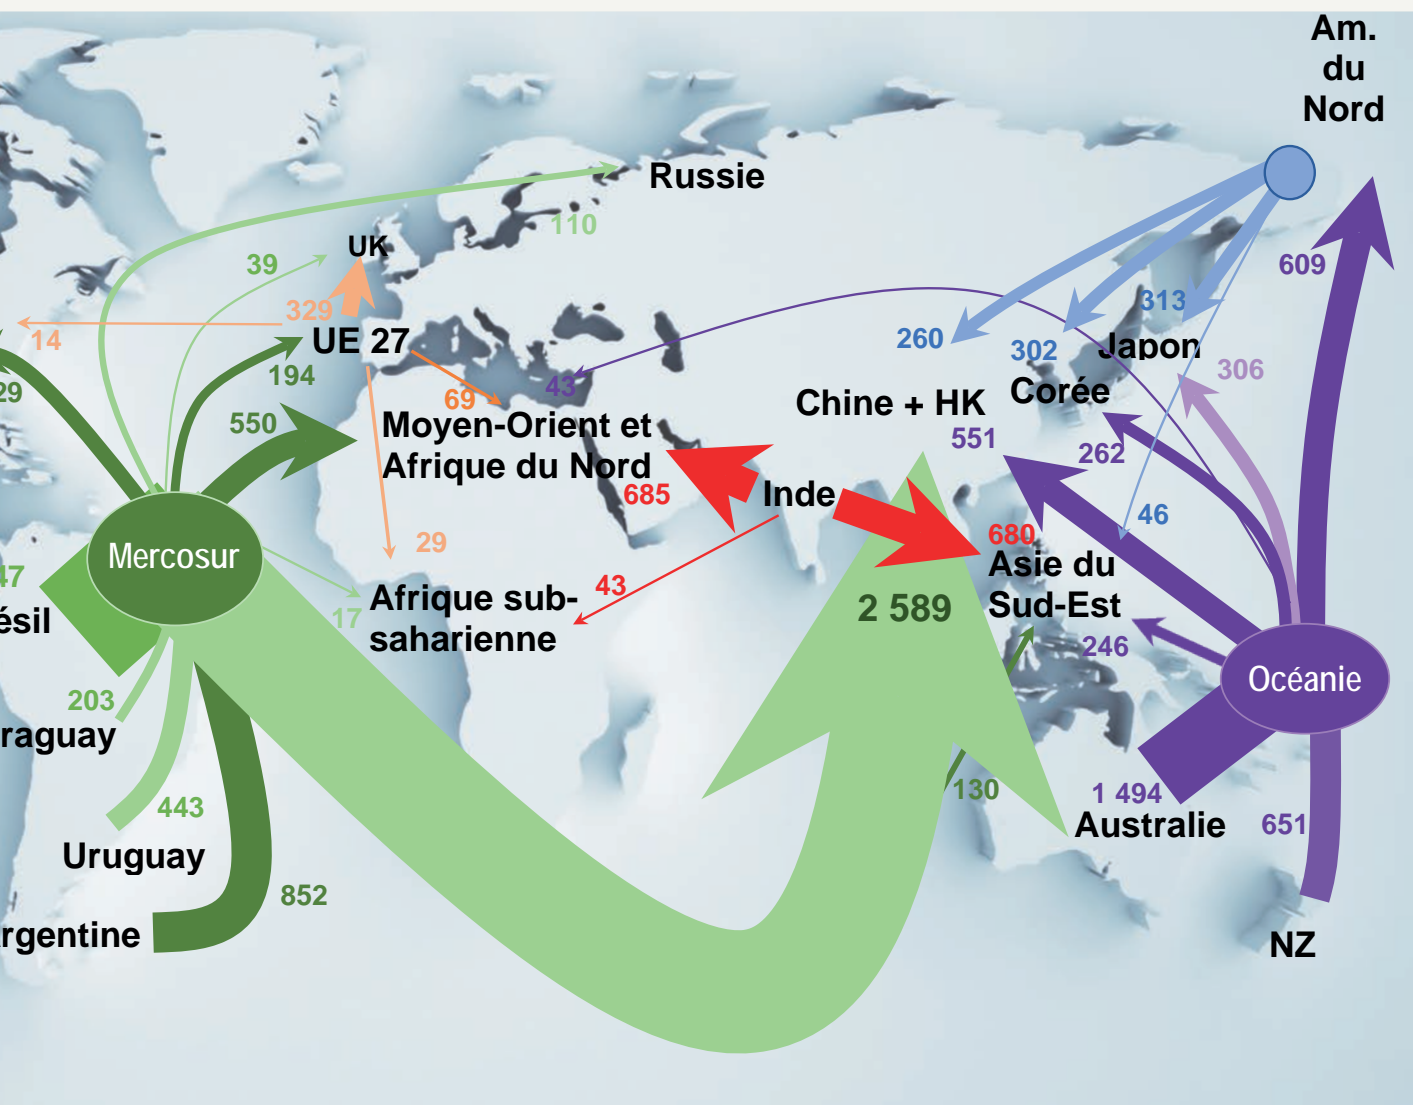 Am.
du
Nord
Russie
110
UK
39
609
329
313
14
UE 27
260
302
Japon
194
306
29
69
43
Corée
Chine + HK
550
551
Moyen-Orient et
Afrique du Nord
262
685
Inde
46
680
29
Mercosur
Asie du
Sud-Est
47
43
17
Afrique sub-
saharienne
2 589
ésil
246
Océanie
203
raguay
130
1 494
443
Australie
651
Uruguay
852
rgentine
NZ